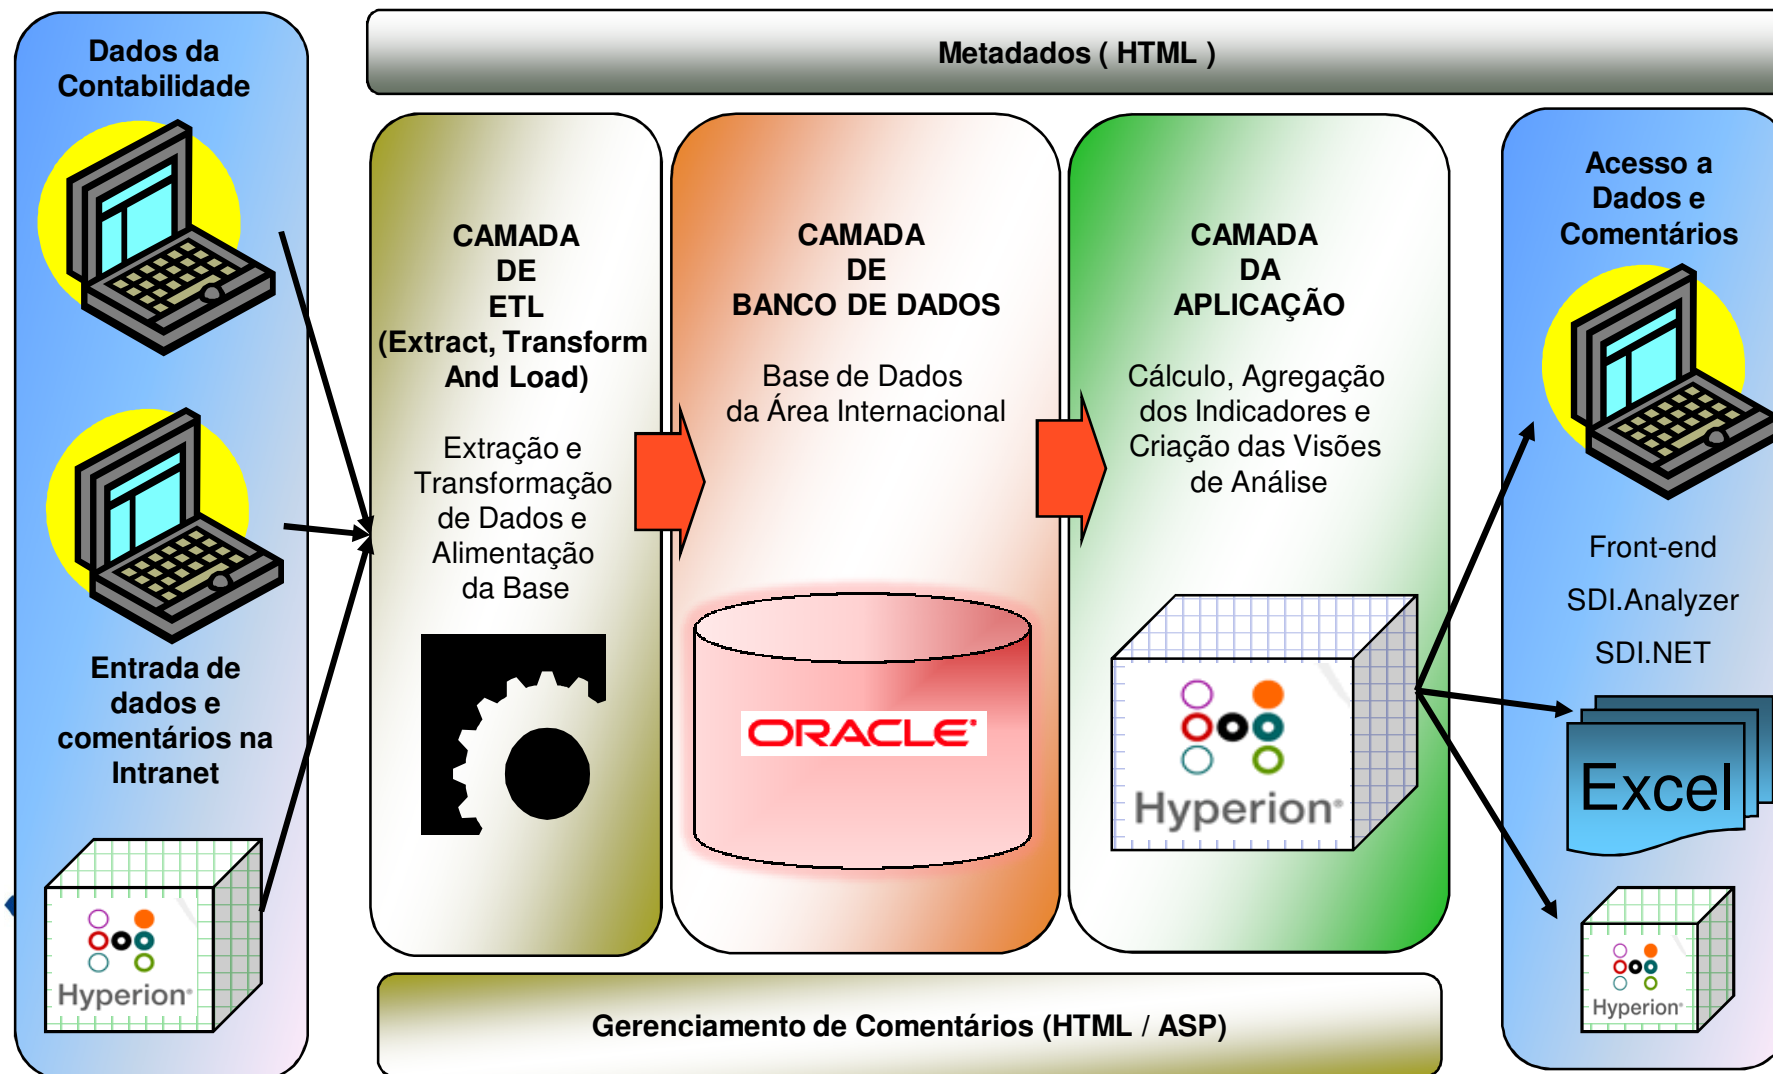 Dados da
Contabilidade
Entrada de
dados e
comentários na
Intranet
Hyperion
Metadados ( HTML )
CAMADA
DE
ETL
(Extract, Transform
And Load)
Extração e
Transformação
de Dados e
Alimentação
da Base
CAMADA
DE
BANCO DE DADOS
Base de Dados
da Área Internacional
ORACLE
CAMADA
DA
APLICAÇÃO
Cálculo, Agregação
dos Indicadores e
Criação das Visões
de Análise
Hyperion
Gerenciamento de Comentários (HTML / ASP)
Acesso a
Dados e
Comentários
Front-end
SDI.Analyzer
SDI.NET
Excel
Hyperion